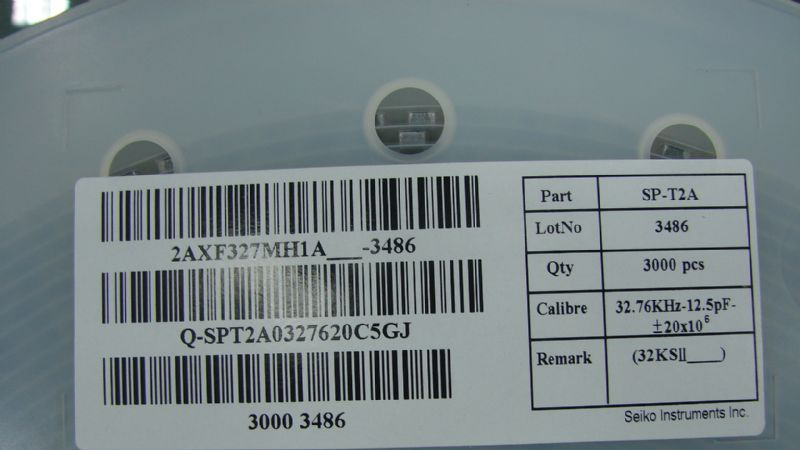 2AXF327MH1A___-3486
Q-SPT2A0327620C5GJ
3000 3486
Part SP-T2A
LotNo 3486
Qty 3000 pcs
Calibre 32.76KHz-12.5pF-
±20x10⁶
Remark (32KSll____)
Seiko Instruments Inc.